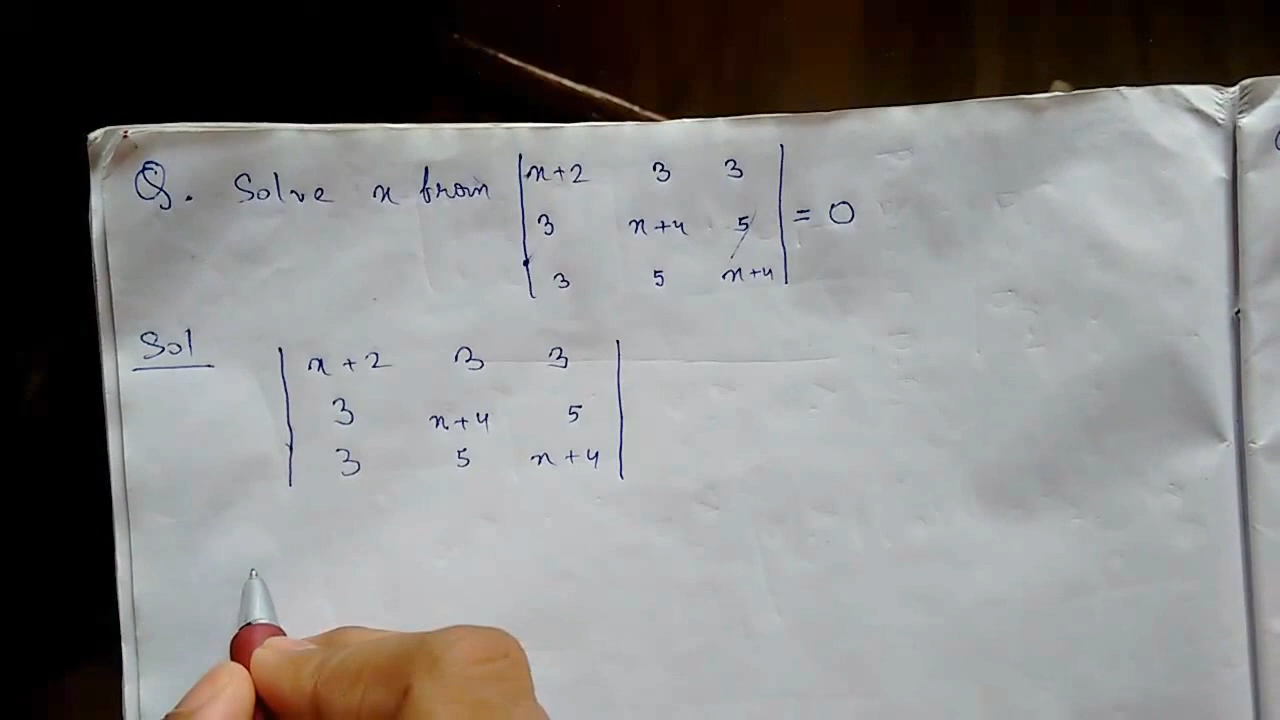 Q. Solve x from | x+2 3 3 |
| 3 x+4 5 | = 0
| 3 5 x+4 |
Sol | x+2 3 3 |
| 3 x+4 5 |
| 3 5 x+4 |